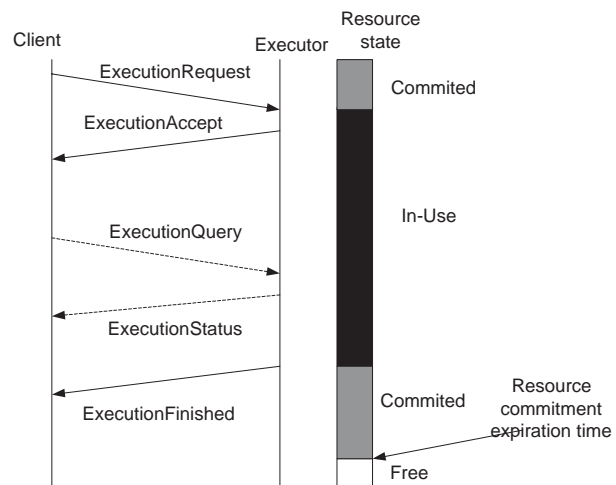 Client
Executor
Resource
state
ExecutionRequest
Commited
ExecutionAccept
In-Use
ExecutionQuery
ExecutionStatus
ExecutionFinished
Commited
Resource
commitment
expiration time
Free